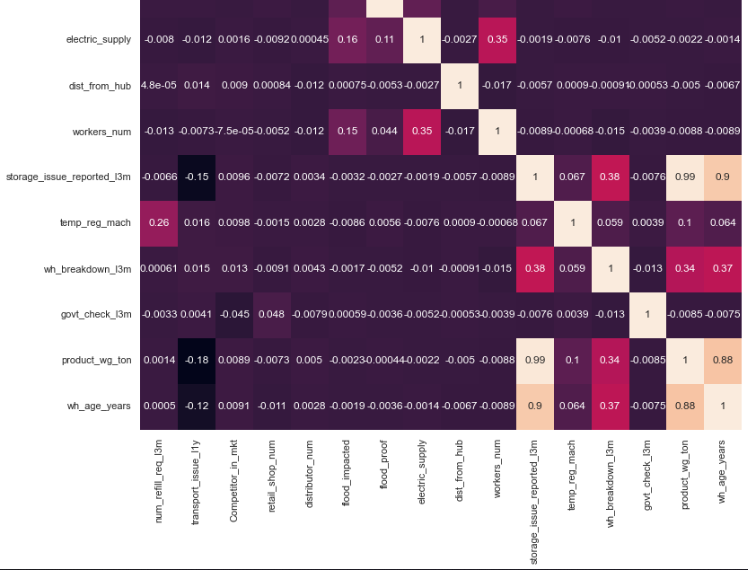 electric_supply -0.008 -0.012 0.0016 -0.0092 0.00045 0.16 0.11 1 -0.0027 0.35 -0.0019 -0.0076 -0.01 -0.0052 -0.0022 -0.0014
dist_from_hub 4.8e-05 0.014 0.009 0.00084 -0.012 0.00075 -0.0053 -0.0027 1 -0.017 -0.0057 0.0009 -0.00091 0.00053 -0.005 -0.0067
workers_num -0.013 -0.0073 -7.5e-05 -0.0052 -0.012 0.15 0.044 0.35 -0.017 1 -0.0089 -0.00068 -0.015 -0.0039 -0.0088 -0.0089
storage_issue_reported_l3m -0.0066 -0.15 0.0096 -0.0072 0.0034 -0.0032 -0.0027 -0.0019 -0.0057 -0.0089 1 0.067 0.38 -0.0076 0.99 0.9
temp_reg_mach 0.26 0.016 0.0098 -0.0015 0.0028 -0.0086 0.0056 -0.0076 0.0009 -0.00068 0.067 1 0.059 0.0039 0.1 0.064
wh_breakdown_l3m 0.00061 0.015 0.013 -0.0091 0.0043 -0.0017 -0.0052 -0.01 -0.00091 -0.015 0.38 0.059 1 -0.013 0.34 0.37
govt_check_l3m -0.0033 0.0041 -0.045 0.048 -0.0079 0.00059 -0.0036 -0.0052 -0.00053 -0.0039 -0.0076 0.0039 -0.013 1 -0.0085 -0.0075
product_wg_ton 0.0014 -0.18 0.0089 -0.0073 0.005 -0.0023 -0.00044 -0.0022 -0.005 -0.0088 0.99 0.1 0.34 -0.0085 1 0.88
wh_age_years 0.0005 -0.12 0.0091 -0.011 0.0028 -0.0019 -0.0036 -0.0014 -0.0067 -0.0089 0.9 0.064 0.37 -0.0075 0.88 1
num_refill_req_l3m
transport_issue_l1y
Competitor_in_mkt
retail_shop_num
distributor_num
flood_impacted
flood_proof
electric_supply
dist_from_hub
workers_num
storage_issue_reported_l3m
temp_reg_mach
wh_breakdown_l3m
govt_check_l3m
product_wg_ton
wh_age_years